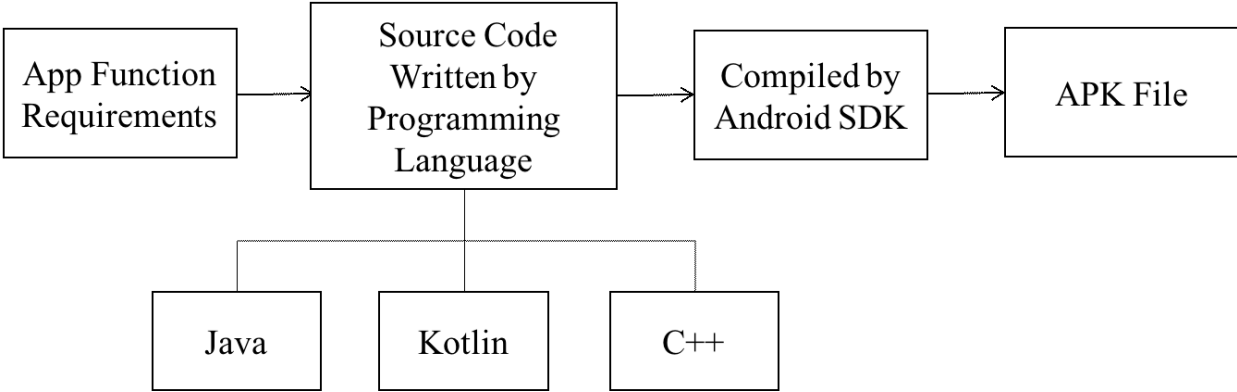 App Function
Requirements
Source Code
Written by
Programming
Language
Compiled by
Android SDK
APK File
Java
Kotlin
C++